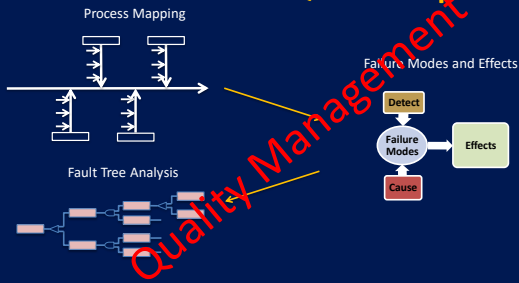 Process Mapping
Failure Modes and Effects
Detect
Failure
Modes
Effects
Cause
Fault Tree Analysis
Quality Management